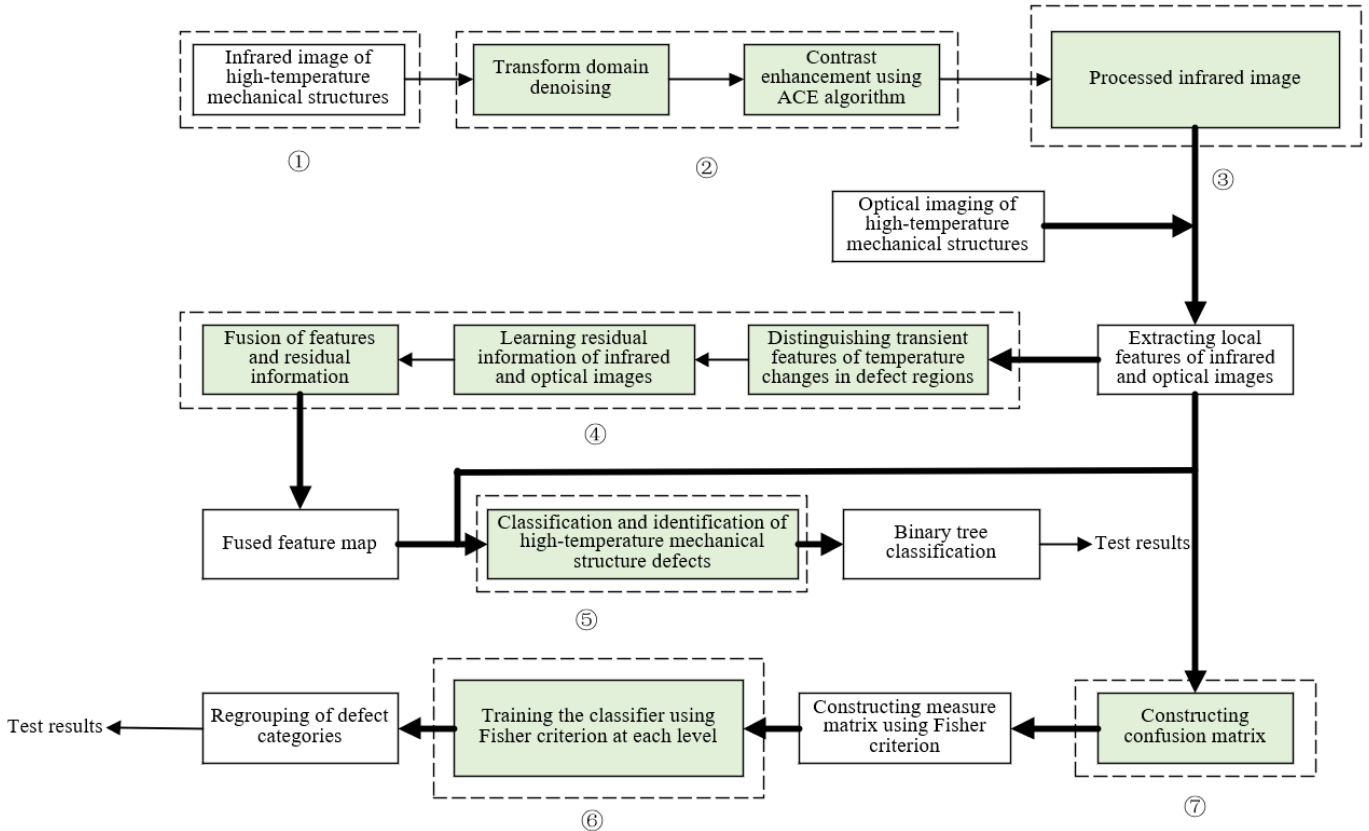 Infrared image of
high-temperature
mechanical structures
Transform domain
denoising
Contrast
enhancement using
ACE algorithm
Processed infrared image
①
②
③
Optical imaging of
high-temperature
mechanical structures
Fusion of features
and residual
information
Learning residual
information of infrared
and optical images
Distinguishing transient
features of temperature
changes in defect regions
Extracting local
features of infrared
and optical images
④
Fused feature map
Classification and identification of
high-temperature mechanical
structure defects
Binary tree
classification
Test results
⑤
Test results
Regrouping of defect
categories
Training the classifier using
Fisher criterion at each level
Constructing measure
matrix using Fisher
criterion
Constructing
confusion matrix
⑥
⑦